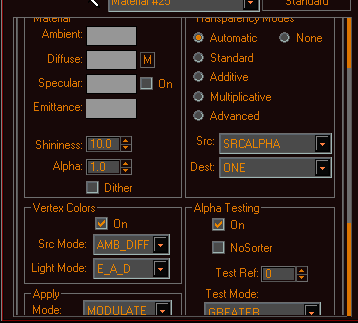 Material #25
Standard
Material
Ambient:
Diffuse:
M
Specular:
On
Emittance:
Shininess:
10.0
Alpha:
1.0
Dither
Transparency Modes
Automatic
None
Standard
Additive
Multiplicative
Advanced
Src:
SRCALPHA
Dest:
ONE
Vertex Colors
On
Src Mode:
AMB_DIFF
Light Mode:
E_A_D
Alpha Testing
On
NoSorter
Test Ref:
0
Test Mode:
GREATER
Apply
Mode:
MODULATE